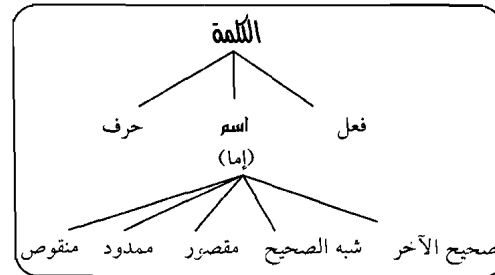 الكلمة
فعل اسم حرف
(إما)
صحيح الآخر شبه الصحيح مقصور ممدود منقوص